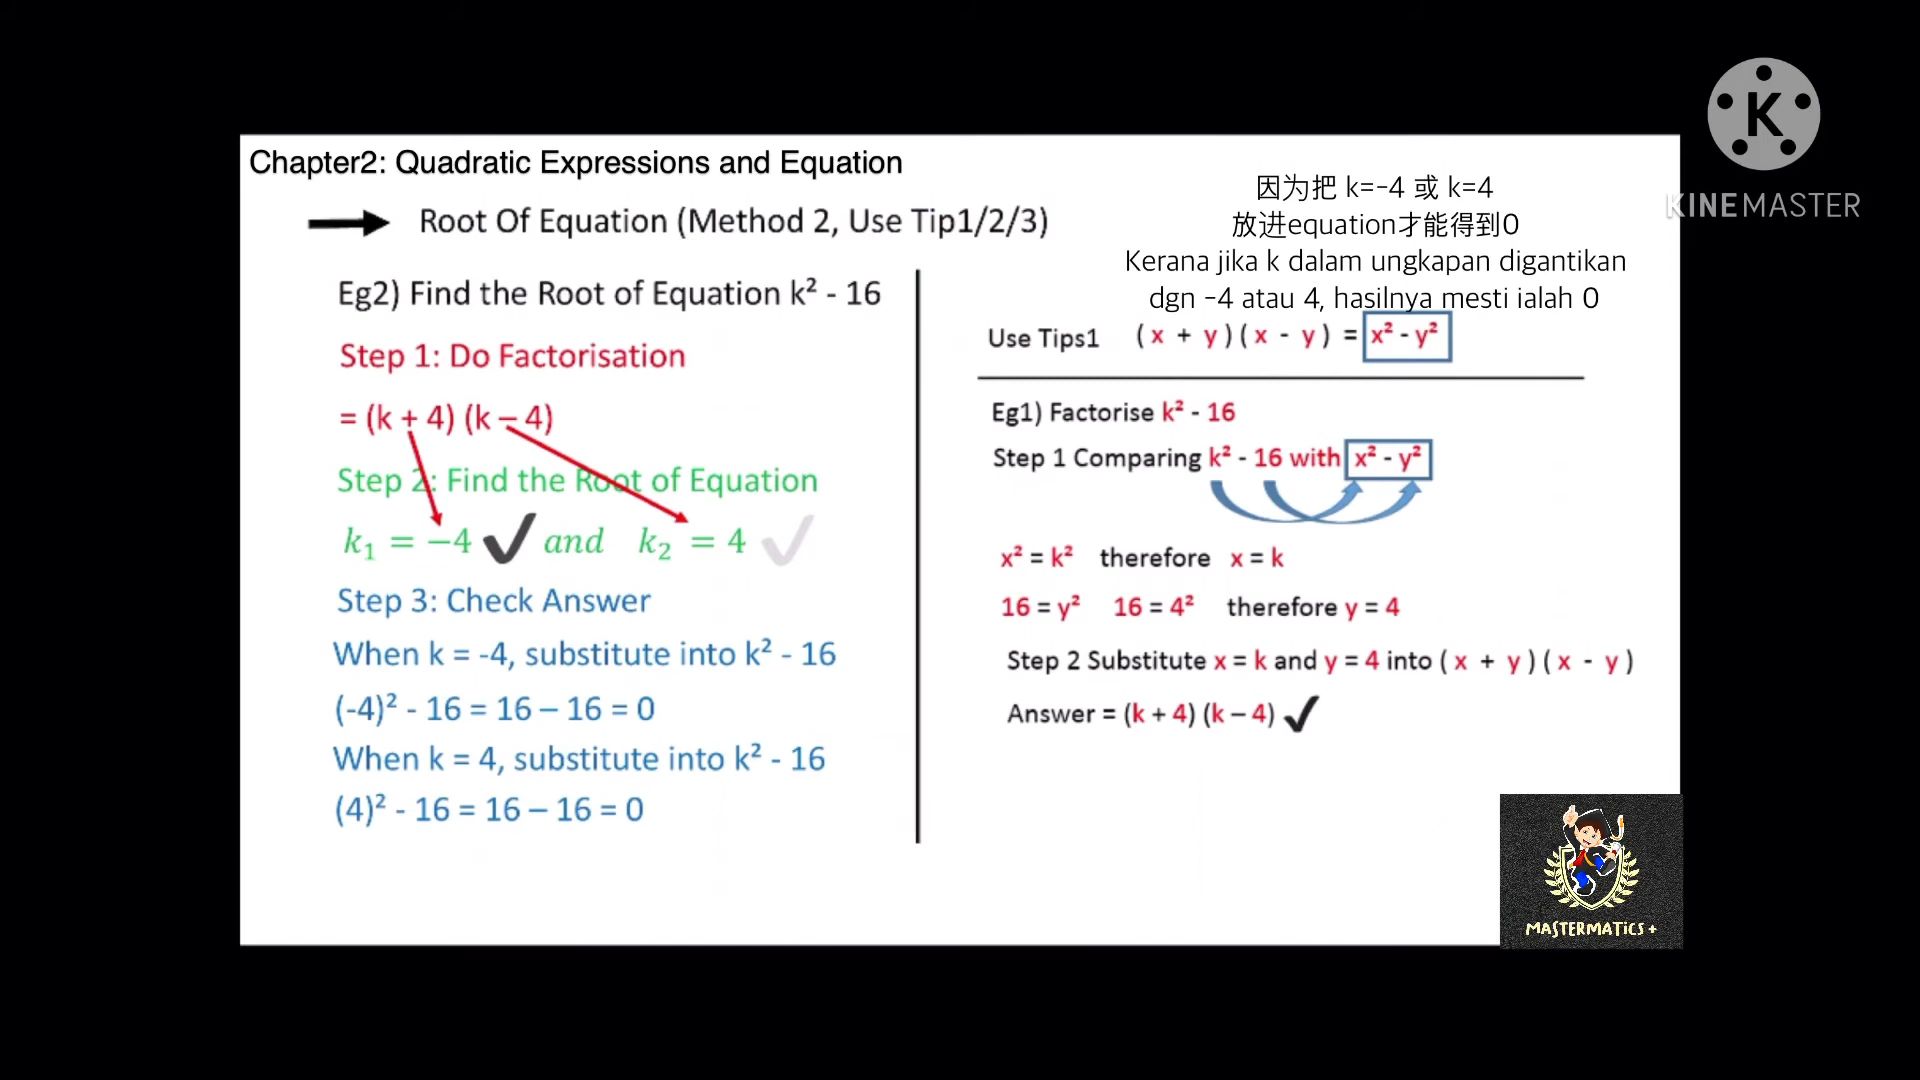 Chapter2: Quadratic Expressions and Equation
Root Of Equation (Method 2, Use Tip1/2/3)
Eg2) Find the Root of Equation k² - 16
Step 1: Do Factorisation
= (k + 4) (k – 4)
Step 2: Find the Root of Equation
k₁ = −4 ✔ and k₂ = 4 ✔
Step 3: Check Answer
When k = -4, substitute into k² - 16
(-4)² - 16 = 16 – 16 = 0
When k = 4, substitute into k² - 16
(4)² - 16 = 16 – 16 = 0
因为把 k=-4 或 k=4
放进equation才能得到0
Kerana jika k dalam ungkapan digantikan
dgn -4 atau 4, hasilnya mesti ialah 0
Use Tips1 ( x + y ) ( x - y ) = x² - y²
Eg1) Factorise k² - 16
Step 1 Comparing k² - 16 with x² - y²
x² = k² therefore x = k
16 = y² 16 = 4² therefore y = 4
Step 2 Substitute x = k and y = 4 into ( x + y ) ( x - y )
Answer = (k + 4) (k – 4) ✔
K
KINEMASTER
MASTERMATICS +